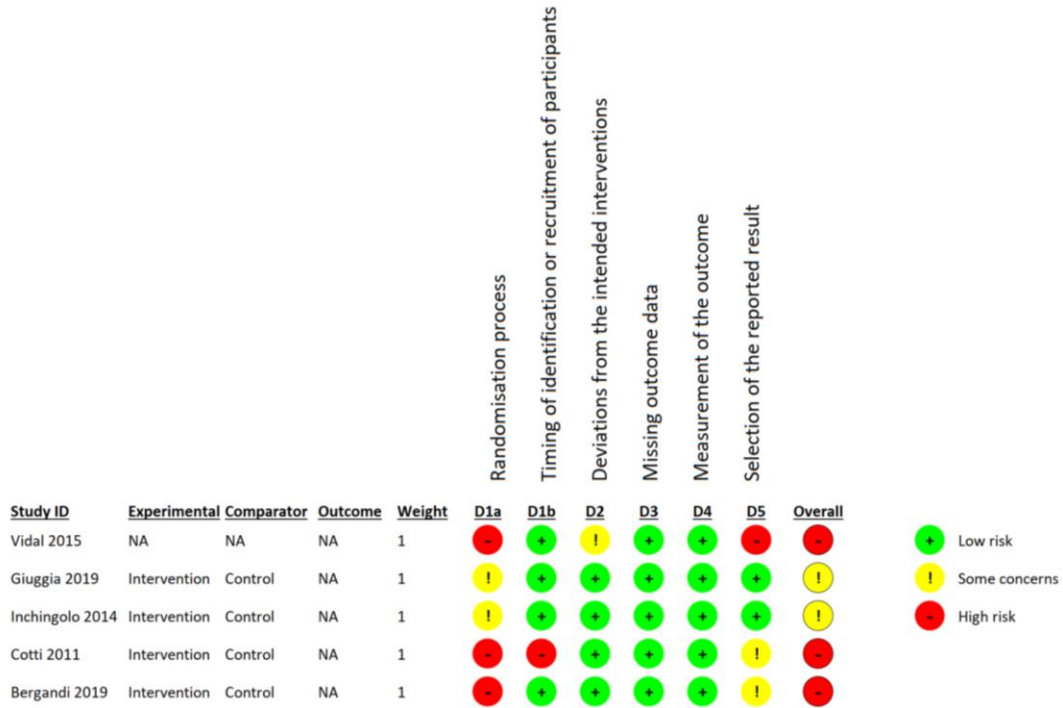 Randomisation process
Timing of identification or recruitment of participants
Deviations from the intended interventions
Missing outcome data
Measurement of the outcome
Selection of the reported result
Study ID Experimental Comparator Outcome Weight D1a D1b D2 D3 D4 D5 Overall
Vidal 2015 NA NA NA 1 - + ! + + - - + Low risk
Giuggia 2019 Intervention Control NA 1 ! + + + + + ! ! Some concerns
Inchingolo 2014 Intervention Control NA 1 ! + + + + + ! - High risk
Cotti 2011 Intervention Control NA 1 - - + + + ! -
Bergandi 2019 Intervention Control NA 1 - + + + + ! -